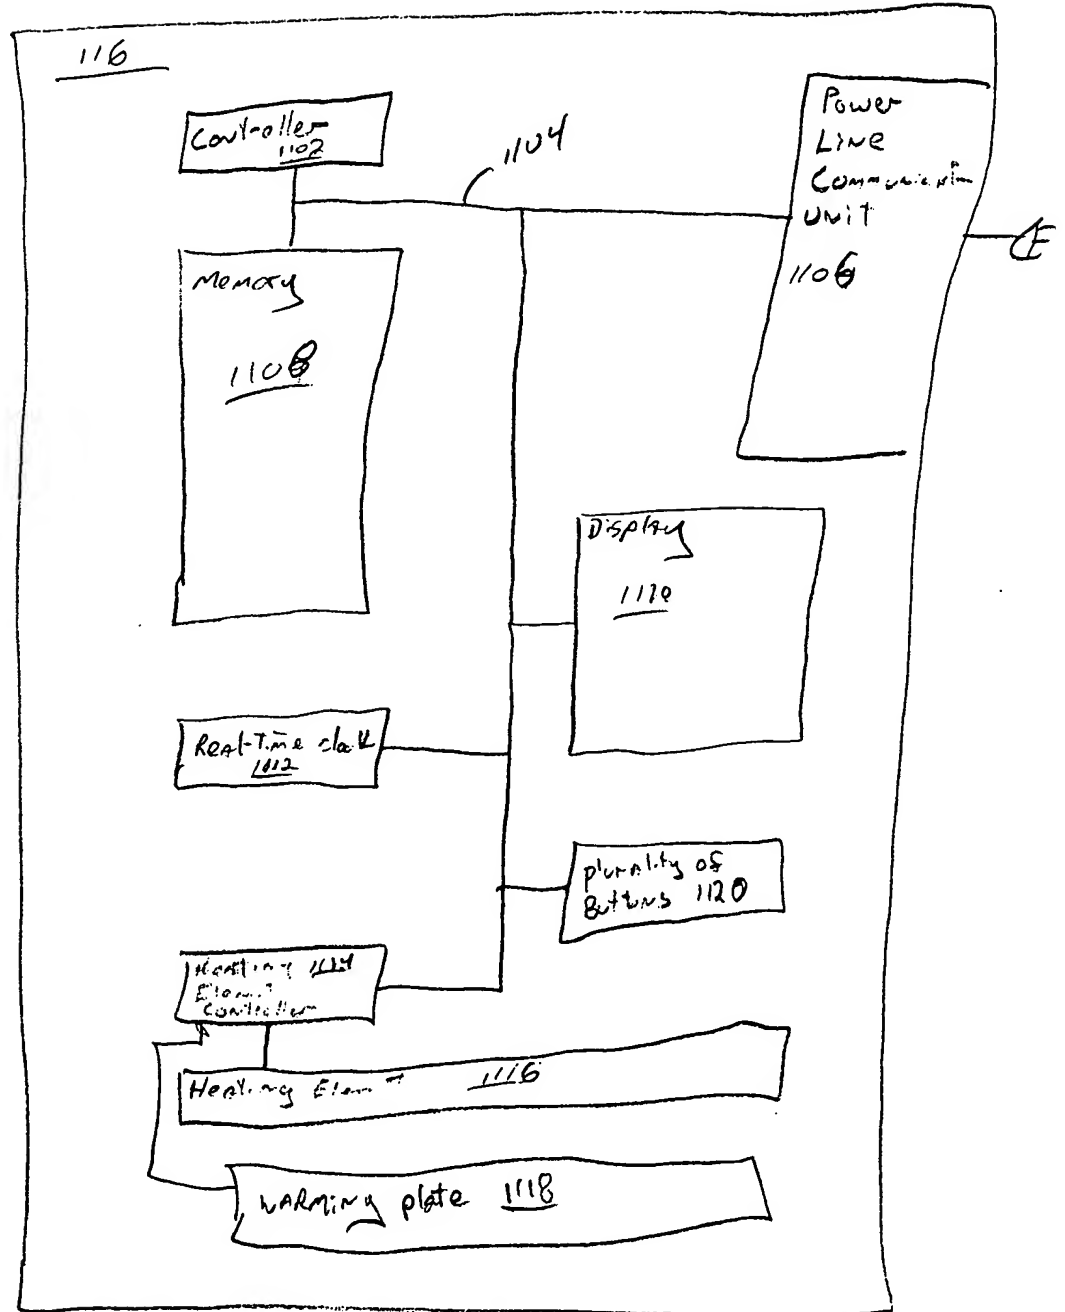 116
Controller
1102
1104
Power
Line
Communication
Unit
1106
Memory
1108
Display
1110
Real-Time clock
1112
plurality of
Buttons 1120
Heating 1114
Element
Controller
Heating Element 1116
WARMING plate 1118